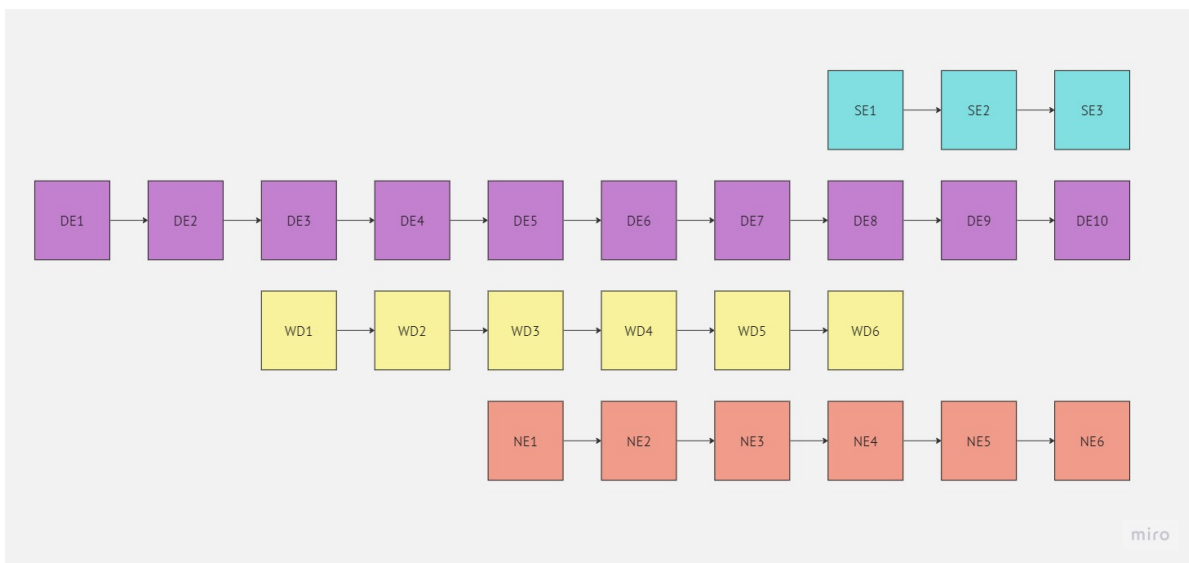 SE1 SE2 SE3
DE1 DE2 DE3 DE4 DE5 DE6 DE7 DE8 DE9 DE10
WD1 WD2 WD3 WD4 WD5 WD6
NE1 NE2 NE3 NE4 NE5 NE6
miro